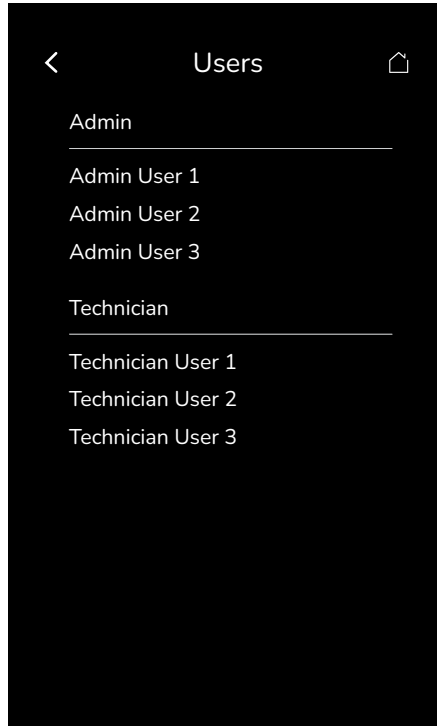 Users
Admin
Admin User 1
Admin User 2
Admin User 3
Technician
Technician User 1
Technician User 2
Technician User 3